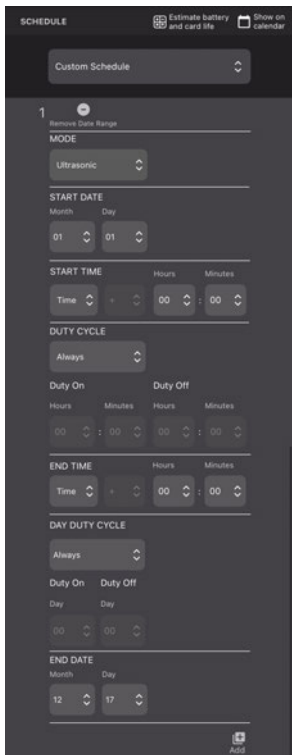 SCHEDULE
Estimate battery and card life
Show on calendar
Custom Schedule
1
Remove Date Range
MODE
Ultrasonic
START DATE
Month Day
01 01
START TIME Hours Minutes
Time + 00 : 00
DUTY CYCLE
Always
Duty On Duty Off
Hours Minutes Hours Minutes
00 : 00 00 : 00
END TIME Hours Minutes
Time + 00 : 00
DAY DUTY CYCLE
Always
Duty On Duty Off
Day Day
00 00
END DATE
Month Day
12 17
Add